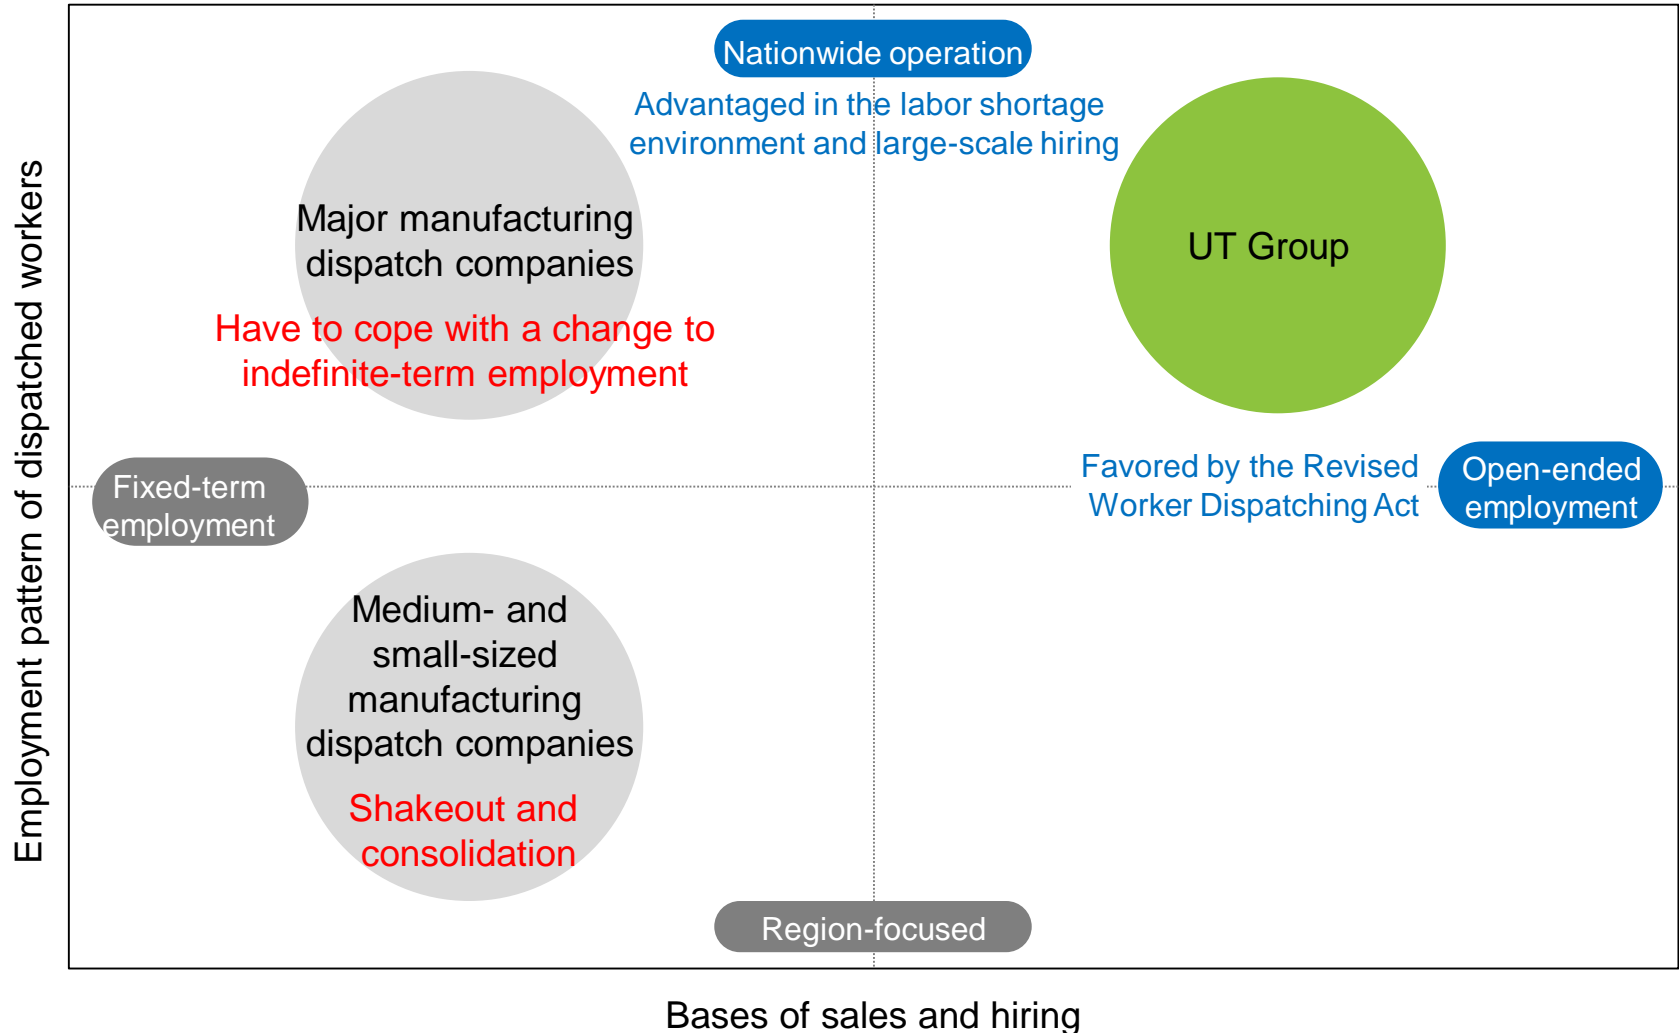 Nationwide operation
Advantaged in the labor shortage
environment and large-scale hiring
Major manufacturing
dispatch companies
Have to cope with a change to
indefinite-term employment
UT Group
Employment pattern of dispatched workers
Fixed-term
employment
Favored by the Revised
Worker Dispatching Act
Open-ended
employment
Medium- and
small-sized
manufacturing
dispatch companies
Shakeout and
consolidation
Region-focused
Bases of sales and hiring